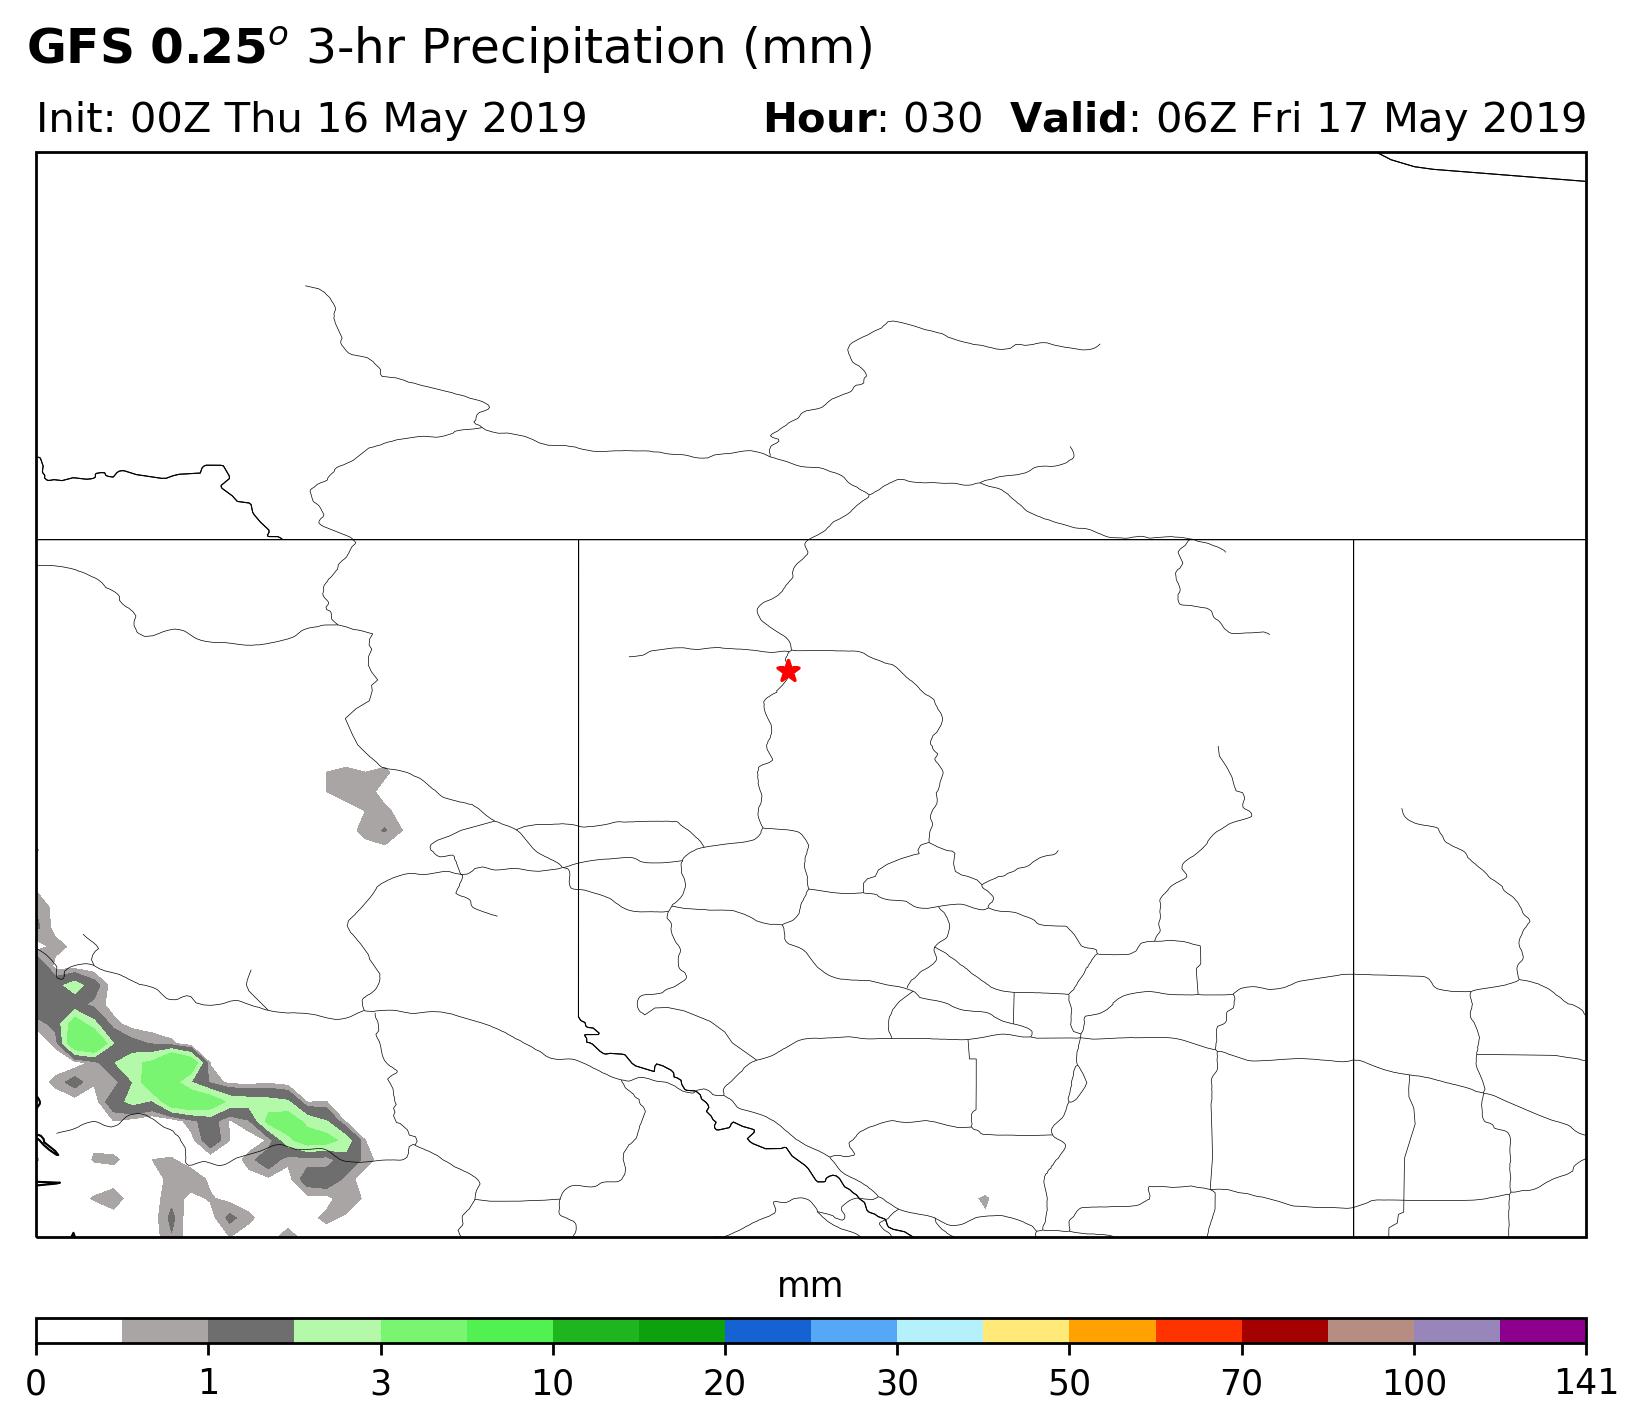 GFS 0.25° 3-hr Precipitation (mm)
Init: 00Z Thu 16 May 2019 Hour: 030 Valid: 06Z Fri 17 May 2019
mm
0 1 3 10 20 30 50 70 100 141